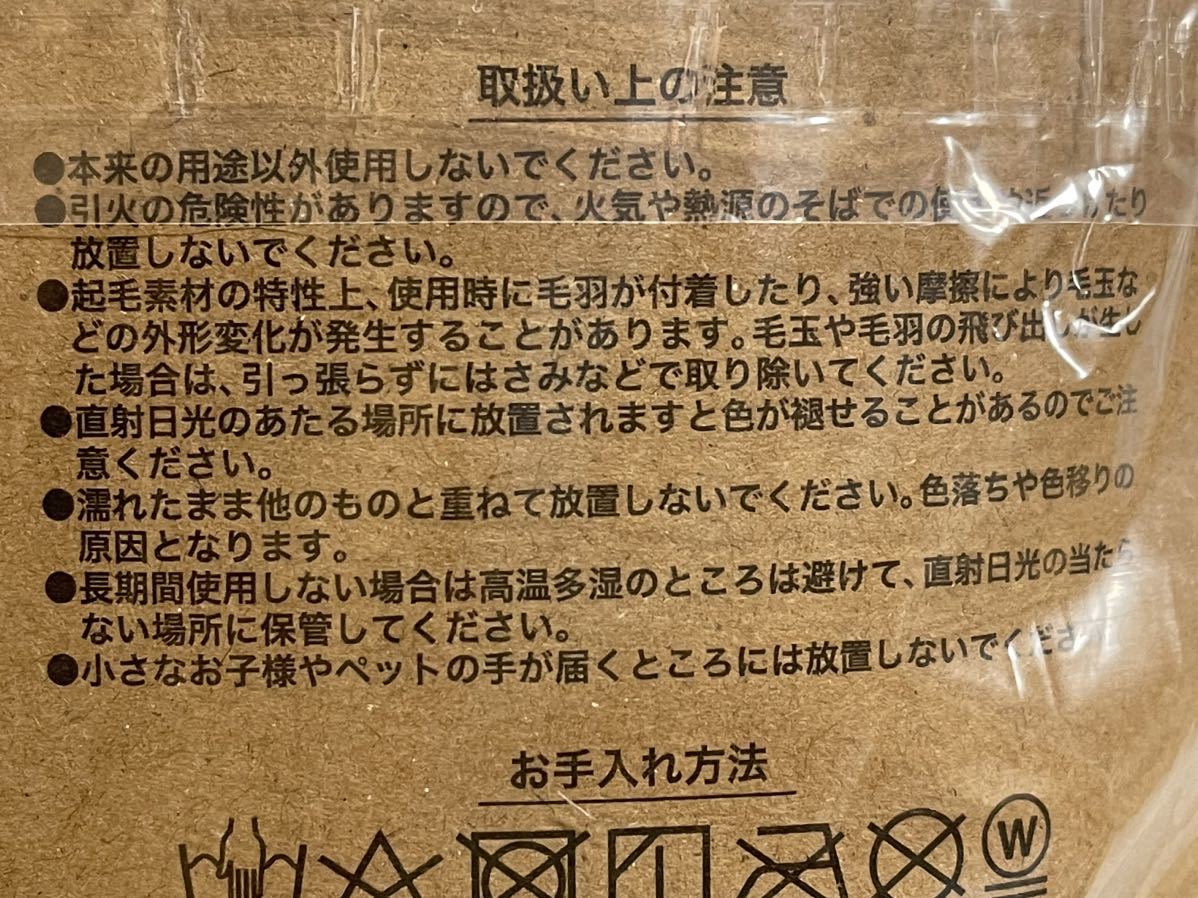 取扱い上の注意
●本来の用途以外使用しないでください。
●引火の危険性がありますので、火気や熱源のそばでの使けたり
放置しないでください。
●起毛素材の特性上、使用時に毛羽が付着したり、強い摩擦により毛玉な
どの外形変化が発生することがあります。毛玉や毛羽の飛び出しが生じ
た場合は、引っ張らずにはさみなどで取り除いてください。
●直射日光のあたる場所に放置されますと色が褪せることがあるのでご注
意ください。
●濡れたまま他のものと重ねて放置しないでください。色落ちや色移りの
原因となります。
●長期間使用しない場合は高温多湿のところは避けて、直射日光の当たら
ない場所に保管してください。
●小さなお子様やペットの手が届くところには放置しないでくださ
お手入れ方法
W